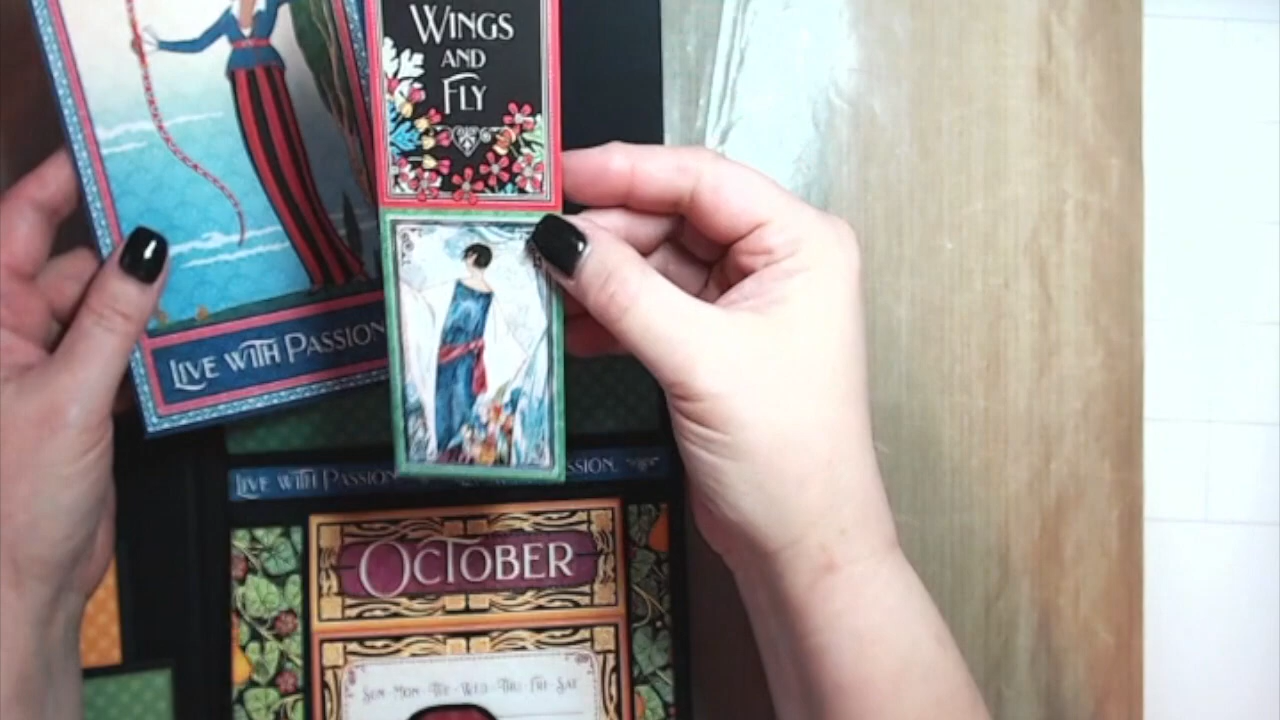 WINGS
AND
FLY
LIVE WITH PASSION
LIVE WITH PASSION
PASSION.
OCTOBER
SUN-MON-TUE-WED-THU-FRI-SAT